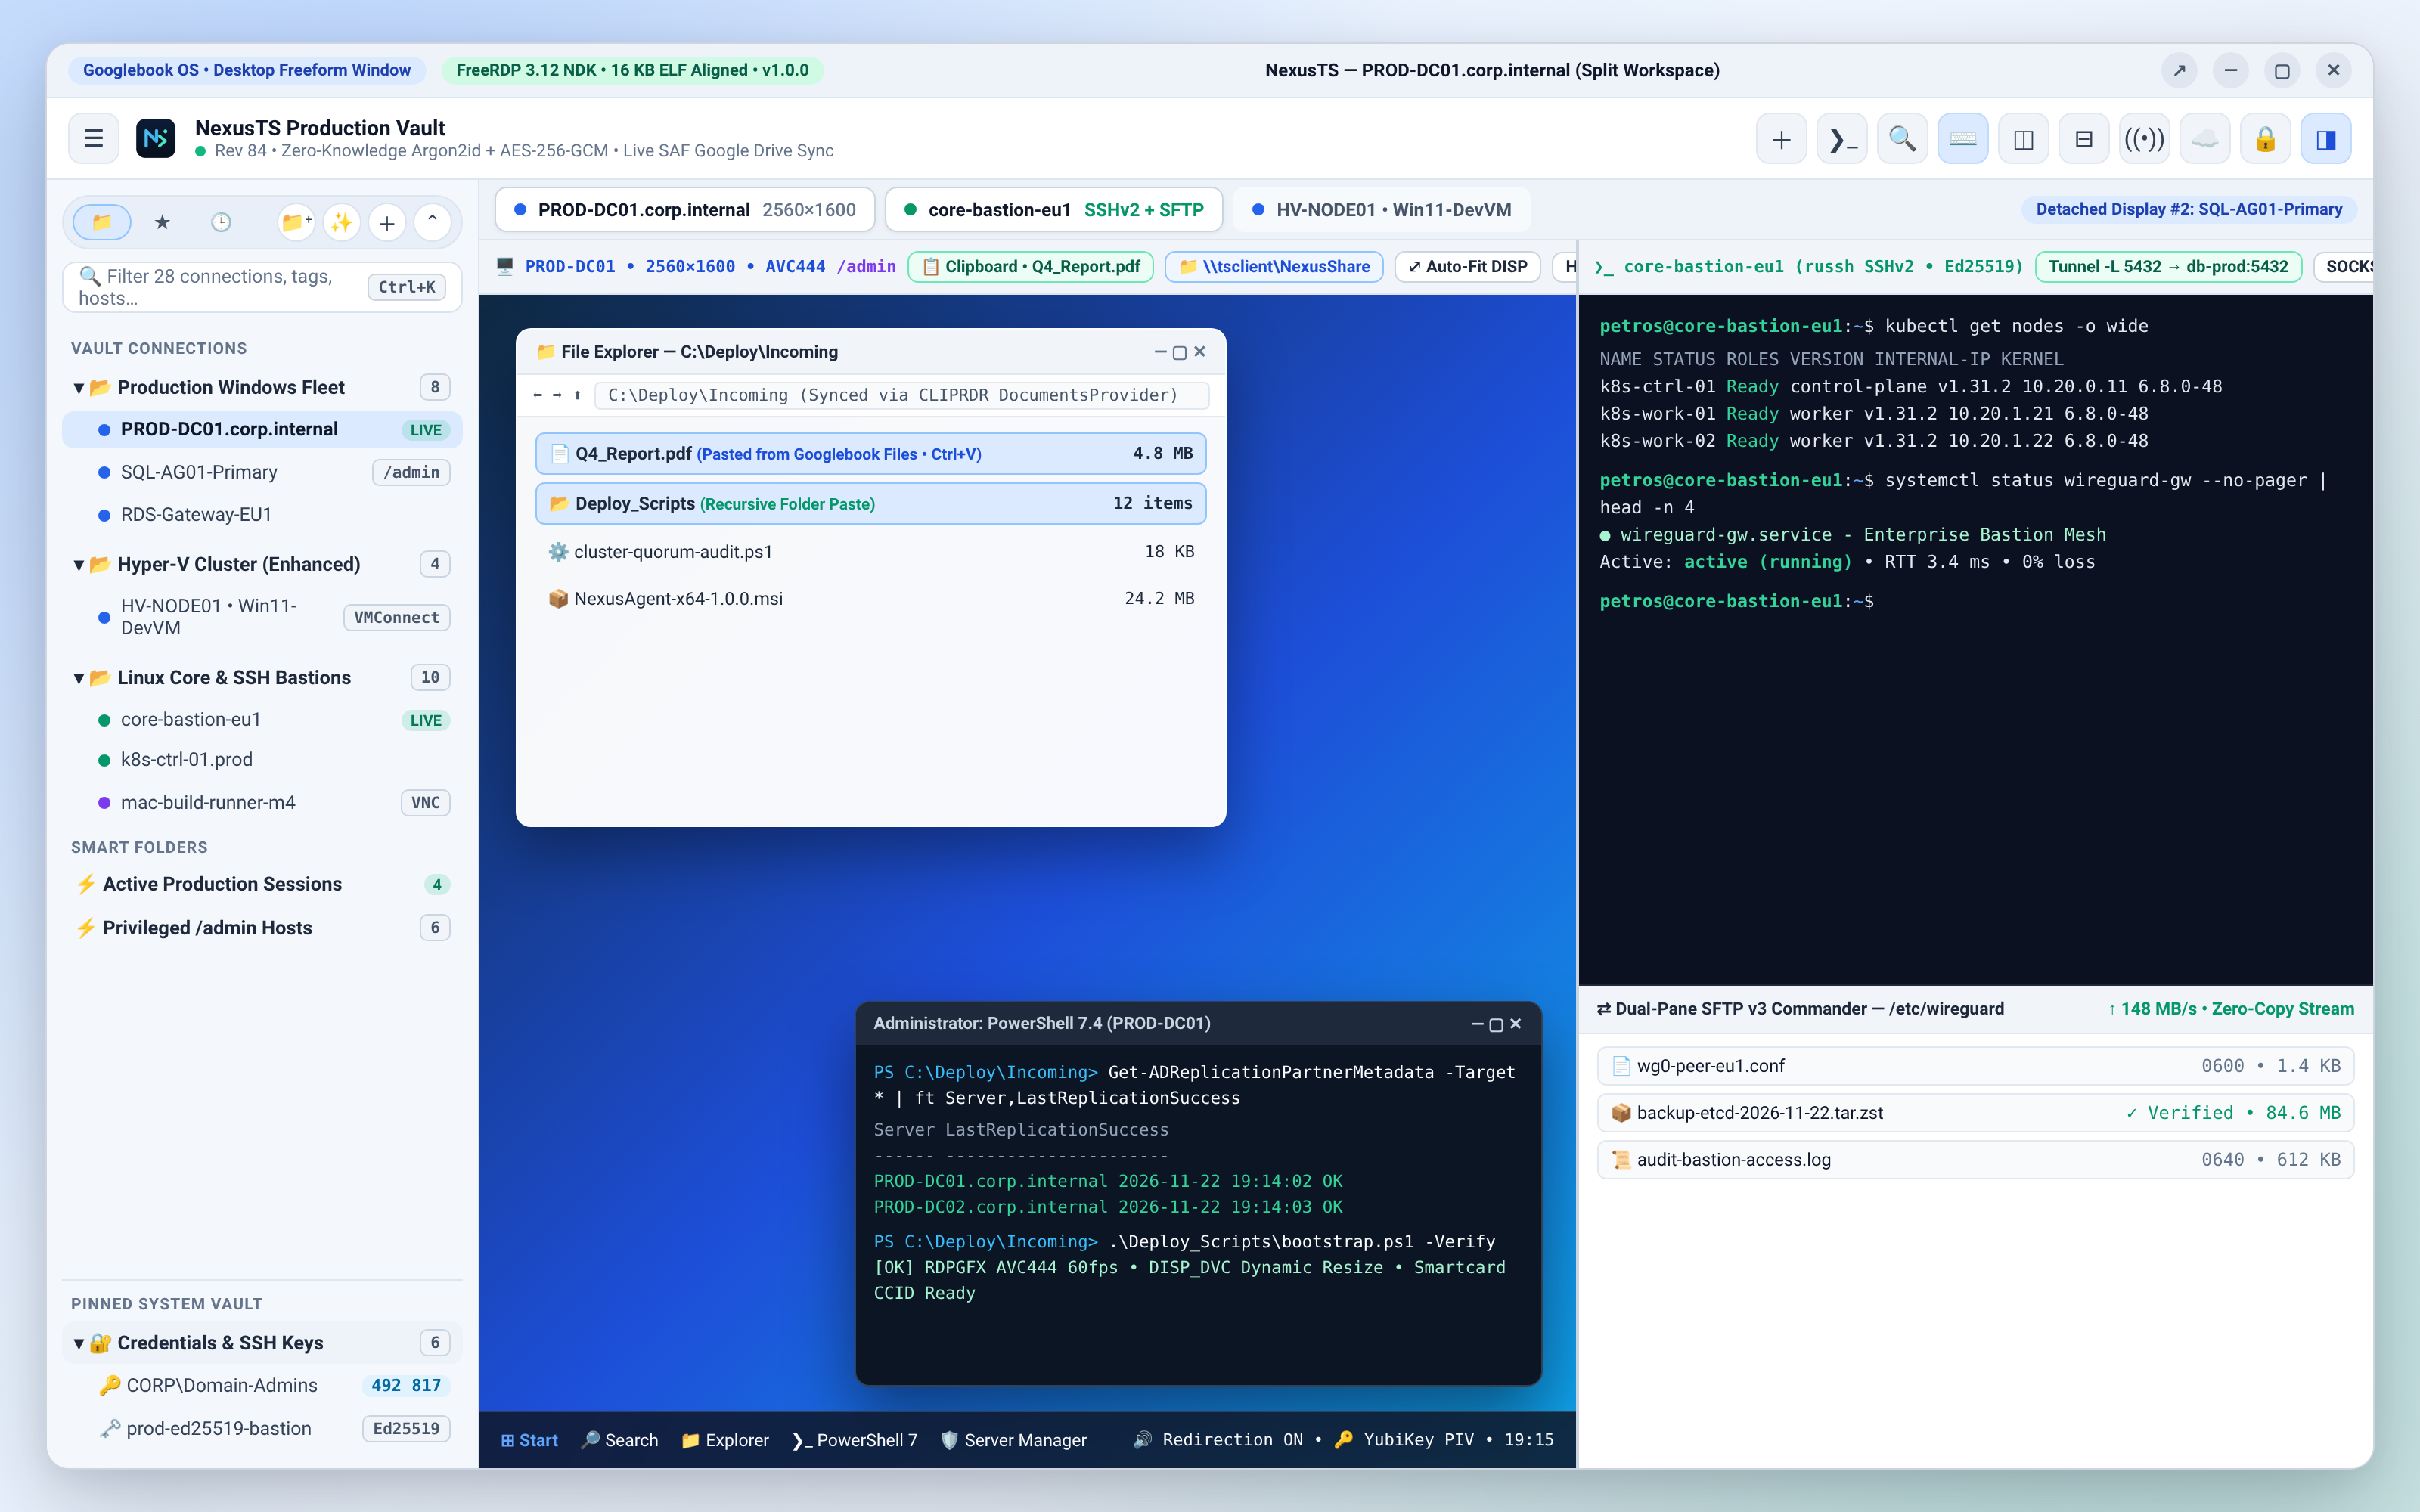 Googlebook OS • Desktop Freeform Window
FreeRDP 3.12 NDK • 16 KB ELF Aligned • v1.0.0
NexusTS — PROD-DC01.corp.internal (Split Workspace)
NexusTS Production Vault
Rev 84 • Zero-Knowledge Argon2id + AES-256-GCM • Live SAF Google Drive Sync
Filter 28 connections, tags,
hosts…
Ctrl+K
VAULT CONNECTIONS
Production Windows Fleet 8
PROD-DC01.corp.internal LIVE
SQL-AG01-Primary /admin
RDS-Gateway-EU1
Hyper-V Cluster (Enhanced) 4
HV-NODE01 • Win11-
DevVM
VMConnect
Linux Core & SSH Bastions 10
core-bastion-eu1 LIVE
k8s-ctrl-01.prod
mac-build-runner-m4 VNC
SMART FOLDERS
Active Production Sessions 4
Privileged /admin Hosts 6
PINNED SYSTEM VAULT
Credentials & SSH Keys 6
CORP\Domain-Admins 492 817
prod-ed25519-bastion Ed25519
PROD-DC01.corp.internal 2560×1600
core-bastion-eu1 SSHv2 + SFTP
HV-NODE01 • Win11-DevVM
Detached Display #2: SQL-AG01-Primary
PROD-DC01 • 2560×1600 • AVC444 /admin
Clipboard • Q4_Report.pdf
\\tsclient\NexusShare
Auto-Fit DISP
H
File Explorer — C:\Deploy\Incoming
C:\Deploy\Incoming (Synced via CLIPRDR DocumentsProvider)
Q4_Report.pdf (Pasted from Googlebook Files • Ctrl+V) 4.8 MB
Deploy_Scripts (Recursive Folder Paste) 12 items
cluster-quorum-audit.ps1 18 KB
NexusAgent-x64-1.0.0.msi 24.2 MB
Administrator: PowerShell 7.4 (PROD-DC01)
PS C:\Deploy\Incoming> Get-ADReplicationPartnerMetadata -Target
* | ft Server,LastReplicationSuccess
Server LastReplicationSuccess
------ ----------------------
PROD-DC01.corp.internal 2026-11-22 19:14:02 OK
PROD-DC02.corp.internal 2026-11-22 19:14:03 OK
PS C:\Deploy\Incoming> .\Deploy_Scripts\bootstrap.ps1 -Verify
[OK] RDPGFX AVC444 60fps • DISP_DVC Dynamic Resize • Smartcard
CCID Ready
Start
Search
Explorer
❯_ PowerShell 7
Server Manager
Redirection ON • YubiKey PIV • 19:15
❯_ core-bastion-eu1 (russh SSHv2 • Ed25519)
Tunnel -L 5432 → db-prod:5432
SOCKS
petros@core-bastion-eu1:~$ kubectl get nodes -o wide
NAME STATUS ROLES VERSION INTERNAL-IP KERNEL
k8s-ctrl-01 Ready control-plane v1.31.2 10.20.0.11 6.8.0-48
k8s-work-01 Ready worker v1.31.2 10.20.1.21 6.8.0-48
k8s-work-02 Ready worker v1.31.2 10.20.1.22 6.8.0-48
petros@core-bastion-eu1:~$ systemctl status wireguard-gw --no-pager |
head -n 4
● wireguard-gw.service - Enterprise Bastion Mesh
Active: active (running) • RTT 3.4 ms • 0% loss
petros@core-bastion-eu1:~$
⇄ Dual-Pane SFTP v3 Commander — /etc/wireguard
↑ 148 MB/s • Zero-Copy Stream
wg0-peer-eu1.conf 0600 • 1.4 KB
backup-etcd-2026-11-22.tar.zst ✓ Verified • 84.6 MB
audit-bastion-access.log 0640 • 612 KB